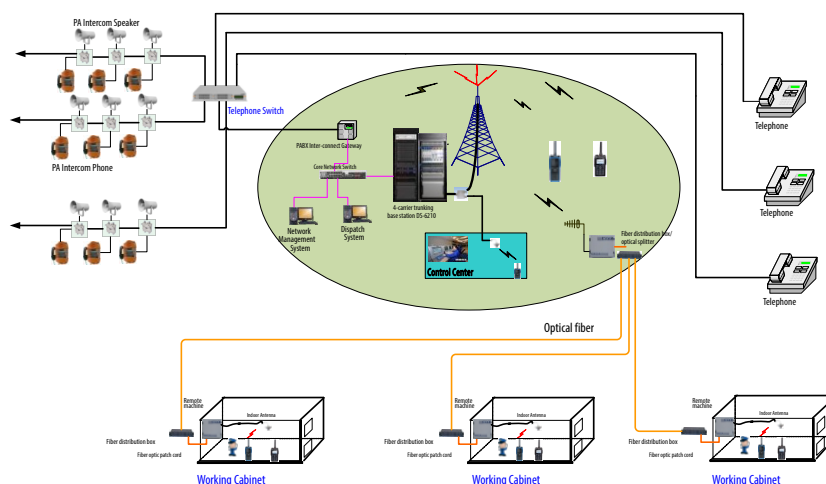 PA Intercom Speaker
Telephone Switch
PA Intercom Phone
PABX Inter-connect Gateway
Core Network Switch
4-carrier trunking
base station DS-6210
Network
Management
System
Dispatch
System
Control Center
Fiber distribution box/
optical splitter
Telephone
Telephone
Telephone
Optical fiber
Remote
machine
Indoor Antenna
Fiber distribution box
Fiber optic patch cord
Working Cabinet
Remote
machine
Indoor Antenna
Fiber distribution box
Fiber optic patch cord
Working Cabinet
Remote
machine
Indoor Antenna
Fiber distribution box
Fiber optic patch cord
Working Cabinet